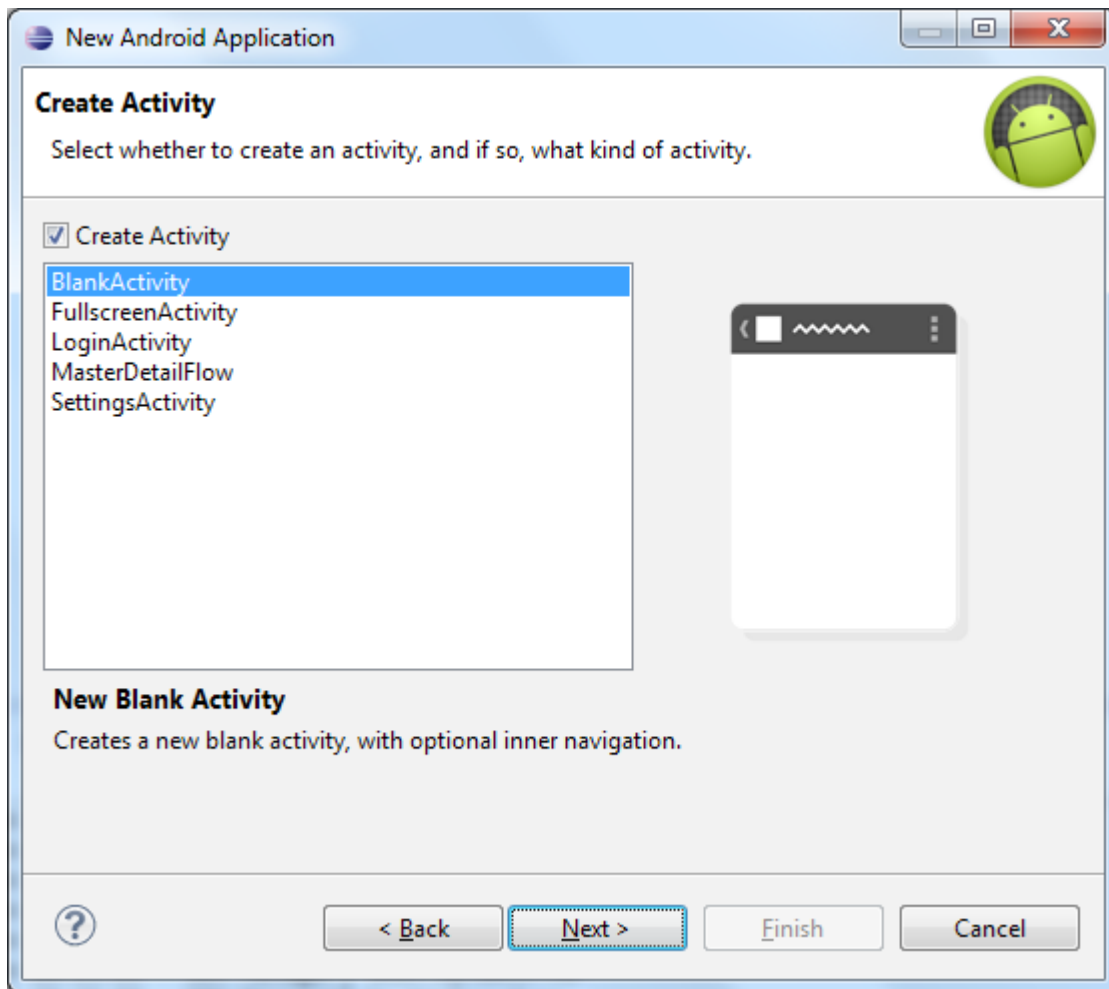 New Android Application
Create Activity
Select whether to create an activity, and if so, what kind of activity.
Create Activity
BlankActivity
FullscreenActivity
LoginActivity
MasterDetailFlow
SettingsActivity
New Blank Activity
Creates a new blank activity, with optional inner navigation.
? < Back Next > Finish Cancel